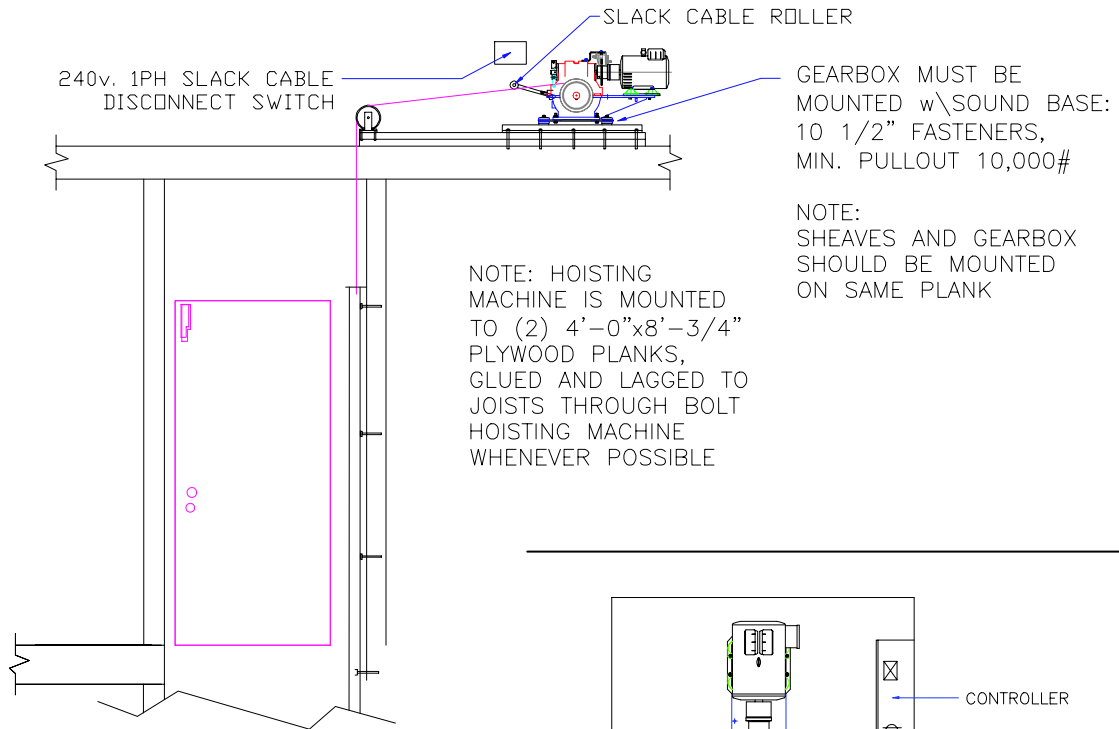 SLACK CABLE ROLLER
240v. 1PH SLACK CABLE
DISCONNECT SWITCH
GEARBOX MUST BE
MOUNTED w\SOUND BASE:
10 1/2" FASTENERS,
MIN. PULLOUT 10,000#
NOTE:
SHEAVES AND GEARBOX
SHOULD BE MOUNTED
ON SAME PLANK
NOTE: HOISTING
MACHINE IS MOUNTED
TO (2) 4'-0"x8'-3/4"
PLYWOOD PLANKS,
GLUED AND LAGGED TO
JOISTS THROUGH BOLT
HOISTING MACHINE
WHENEVER POSSIBLE
CONTROLLER